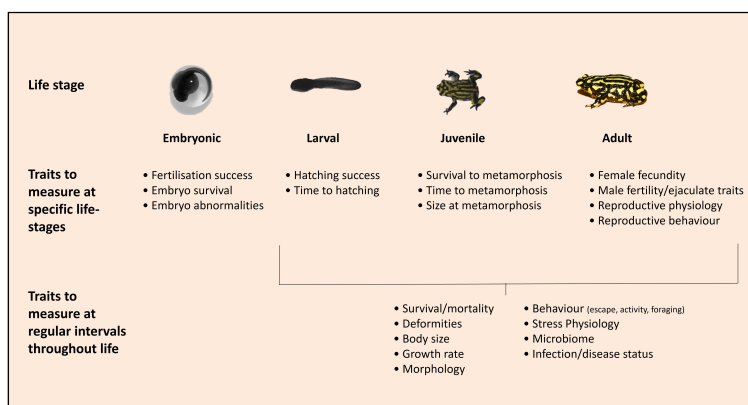 Life stage
Embryonic
Larval
Juvenile
Adult
Traits to
measure at
specific life-
stages
• Fertilisation success
• Embryo survival
• Embryo abnormalities
• Hatching success
• Time to hatching
• Survival to metamorphosis
• Time to metamorphosis
• Size at metamorphosis
• Female fecundity
• Male fertility/ejaculate traits
• Reproductive physiology
• Reproductive behaviour
Traits to
measure at
regular intervals
throughout life
• Survival/mortality
• Deformities
• Body size
• Growth rate
• Morphology
• Behaviour (escape, activity, foraging)
• Stress Physiology
• Microbiome
• Infection/disease status